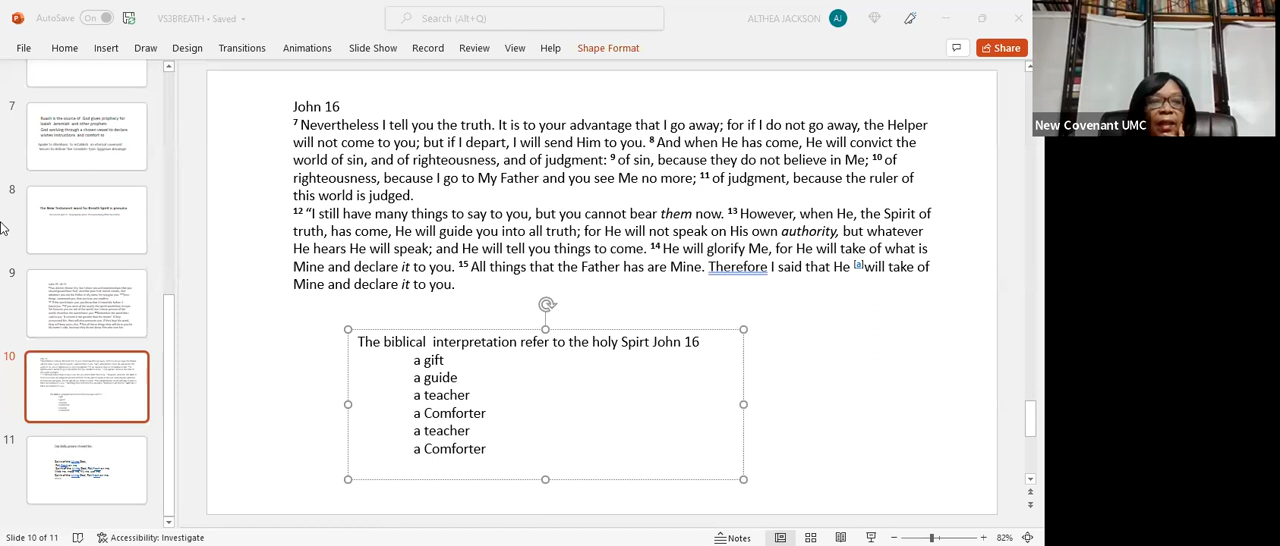 AutoSave On VS3BREATH • Saved Search (Alt+Q) ALTHEA JACKSON AJ
File Home Insert Draw Design Transitions Animations Slide Show Record Review View Help Shape Format Share
New Covenant UMC
John 16
7 Nevertheless I tell you the truth. It is to your advantage that I go away; for if I do not go away, the Helper
will not come to you; but if I depart, I will send Him to you. 8 And when He has come, He will convict the
world of sin, and of righteousness, and of judgment: 9 of sin, because they do not believe in Me; 10 of
righteousness, because I go to My Father and you see Me no more; 11 of judgment, because the ruler of
this world is judged.
12 “I still have many things to say to you, but you cannot bear them now. 13 However, when He, the Spirit of
truth, has come, He will guide you into all truth; for He will not speak on His own authority, but whatever
He hears He will speak; and He will tell you things to come. 14 He will glorify Me, for He will take of what is
Mine and declare it to you. 15 All things that the Father has are Mine. Therefore I said that He [a]will take of
Mine and declare it to you.
The biblical interpretation refer to the holy Spirt John 16
a gift
a guide
a teacher
a Comforter
a teacher
a Comforter
7
8
9
10
11
Slide 10 of 11 Accessibility: Investigate Notes 82%